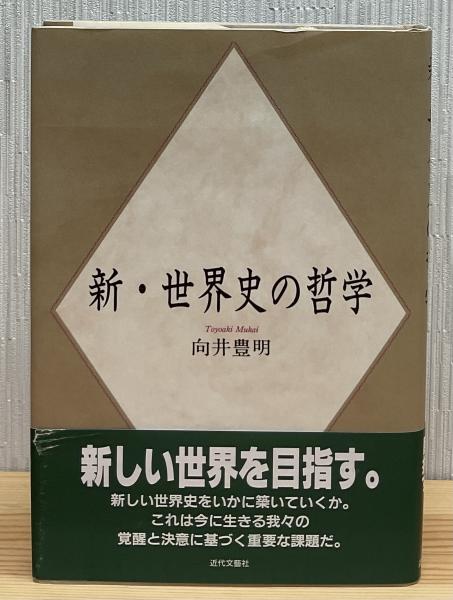 新・世界史の哲学
Toyoaki Mukai
向井豊明
新しい世界を目指す。
新しい世界史をいかに築いていくか。
これは今に生きる我々の
覚醒と決意に基づく重要な課題だ。
近代文藝社